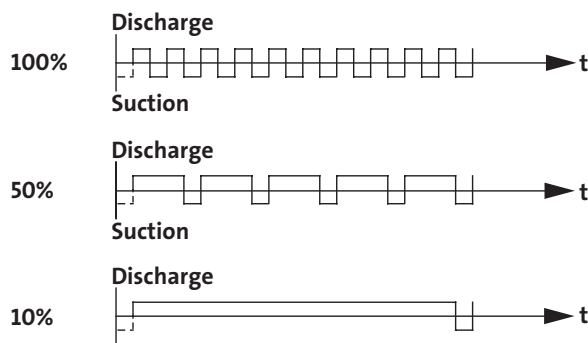 Discharge
100% t
Suction
Discharge
50% t
Suction
Discharge
10% t